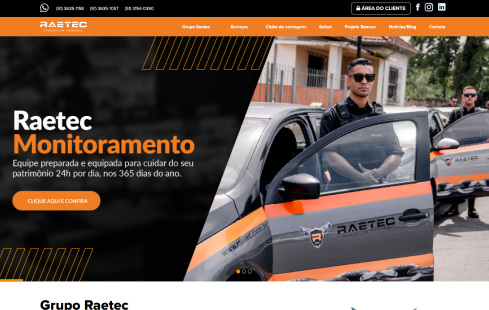 (51) 3635-1158 (51) 3635-1057 (51) 3154-0390 ÁREA DO CLIENTE
RAETEC
Grupo Raetec Serviços Clube de vantagens Select Projeto Somar Notícias/Blog Contato
Raetec
Monitoramento
Equipe preparada e equipada para cuidar do seu
patrimônio 24h por dia, nos 365 dias do ano.
CLIQUE AQUI E CONFIRA
RAETEC
Grupo Raetec